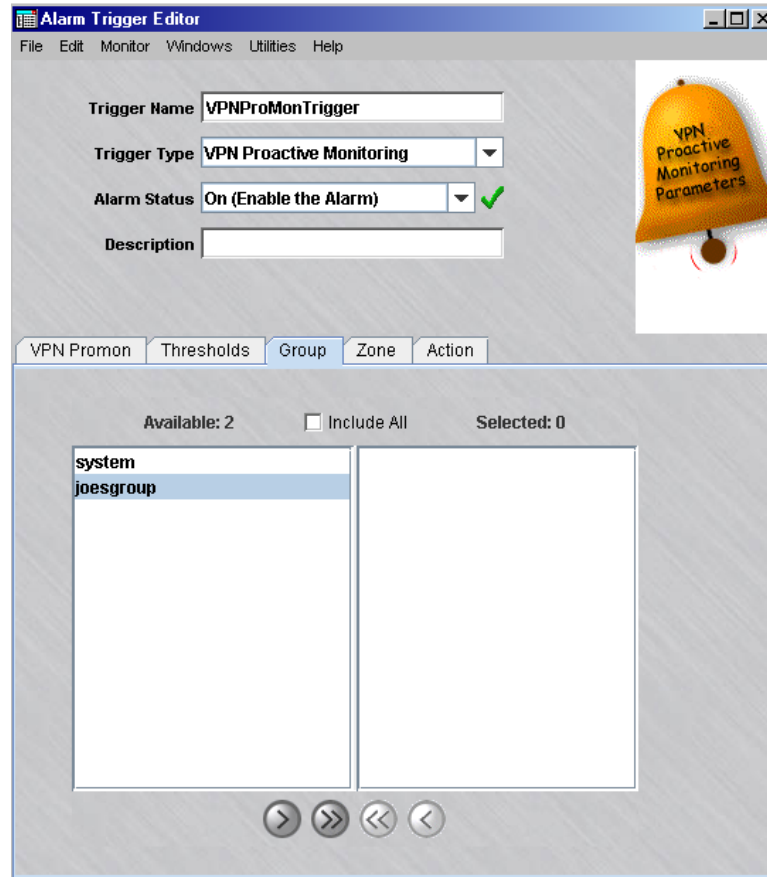 Alarm Trigger Editor
File Edit Monitor Windows Utilities Help
Trigger Name VPNProMonTrigger
Trigger Type VPN Proactive Monitoring
Alarm Status On (Enable the Alarm)
Description
VPN
Proactive
Monitoring
Parameters
VPN Promon Thresholds Group Zone Action
Available: 2 Include All Selected: 0
system
joesgroup